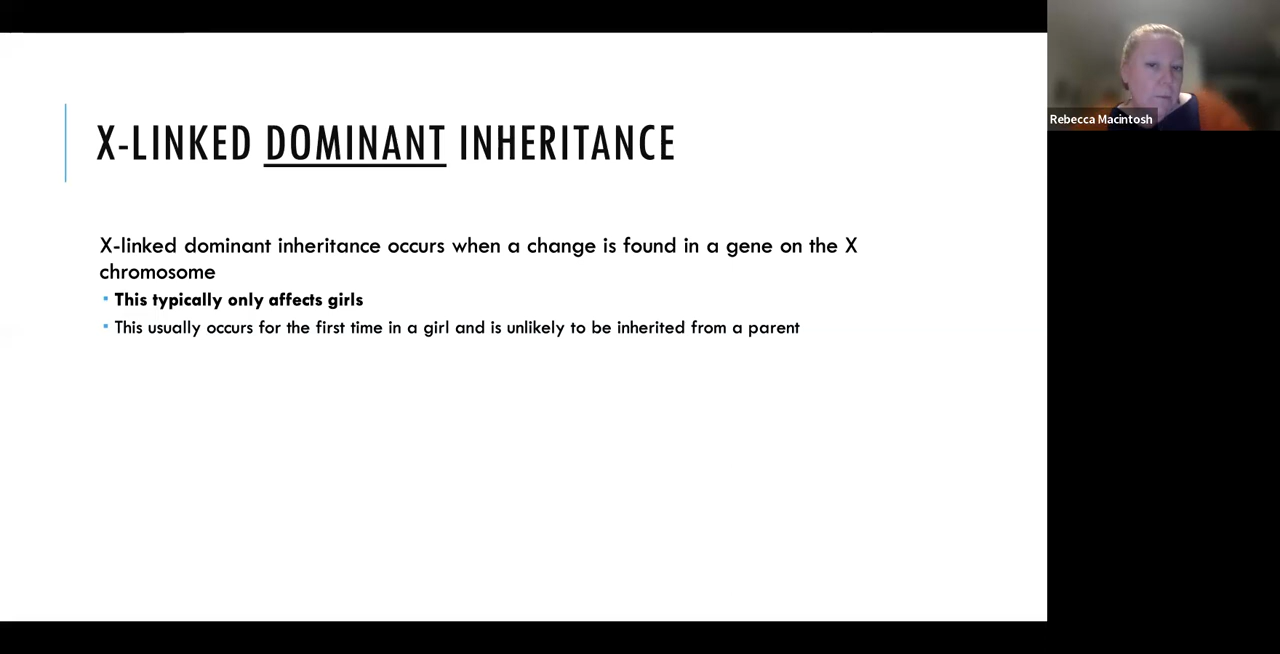 X-LINKED DOMINANT INHERITANCE
X-linked dominant inheritance occurs when a change is found in a gene on the X
chromosome
▪ This typically only affects girls
▪ This usually occurs for the first time in a girl and is unlikely to be inherited from a parent
Rebecca Macintosh